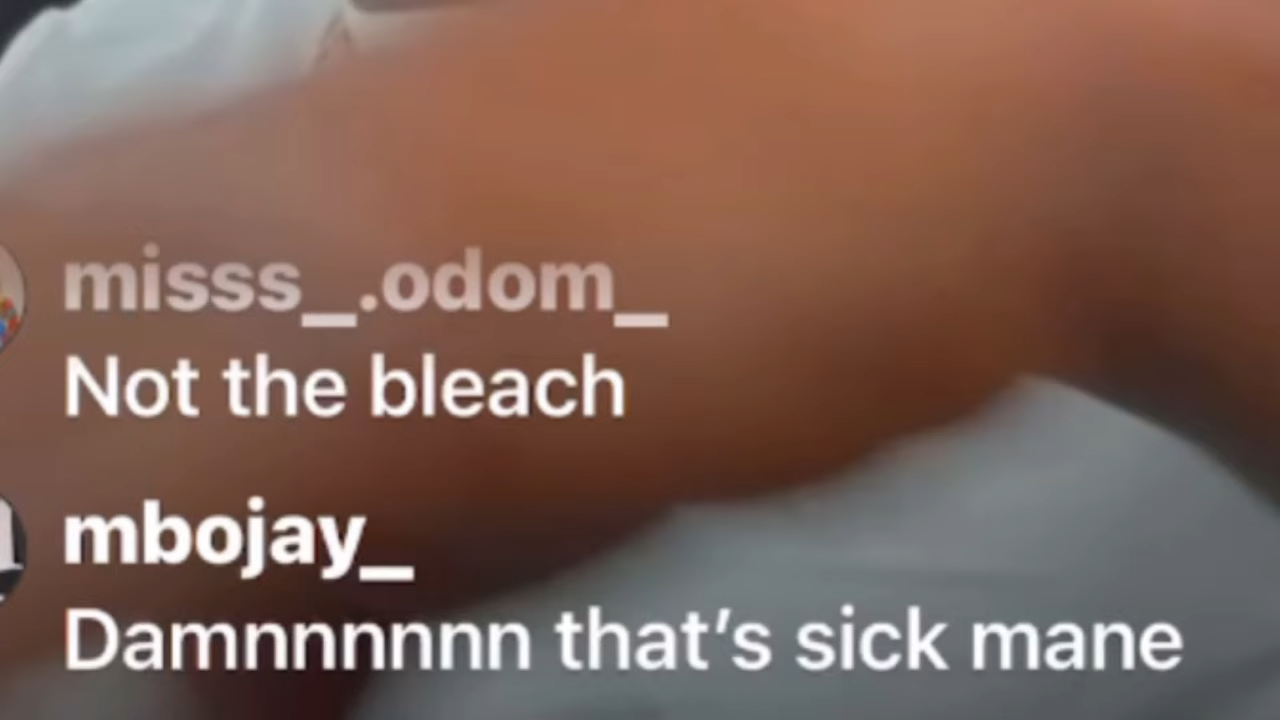 misss_.odom_
Not the bleach
mbojay_
Damnnnnnn that’s sick mane